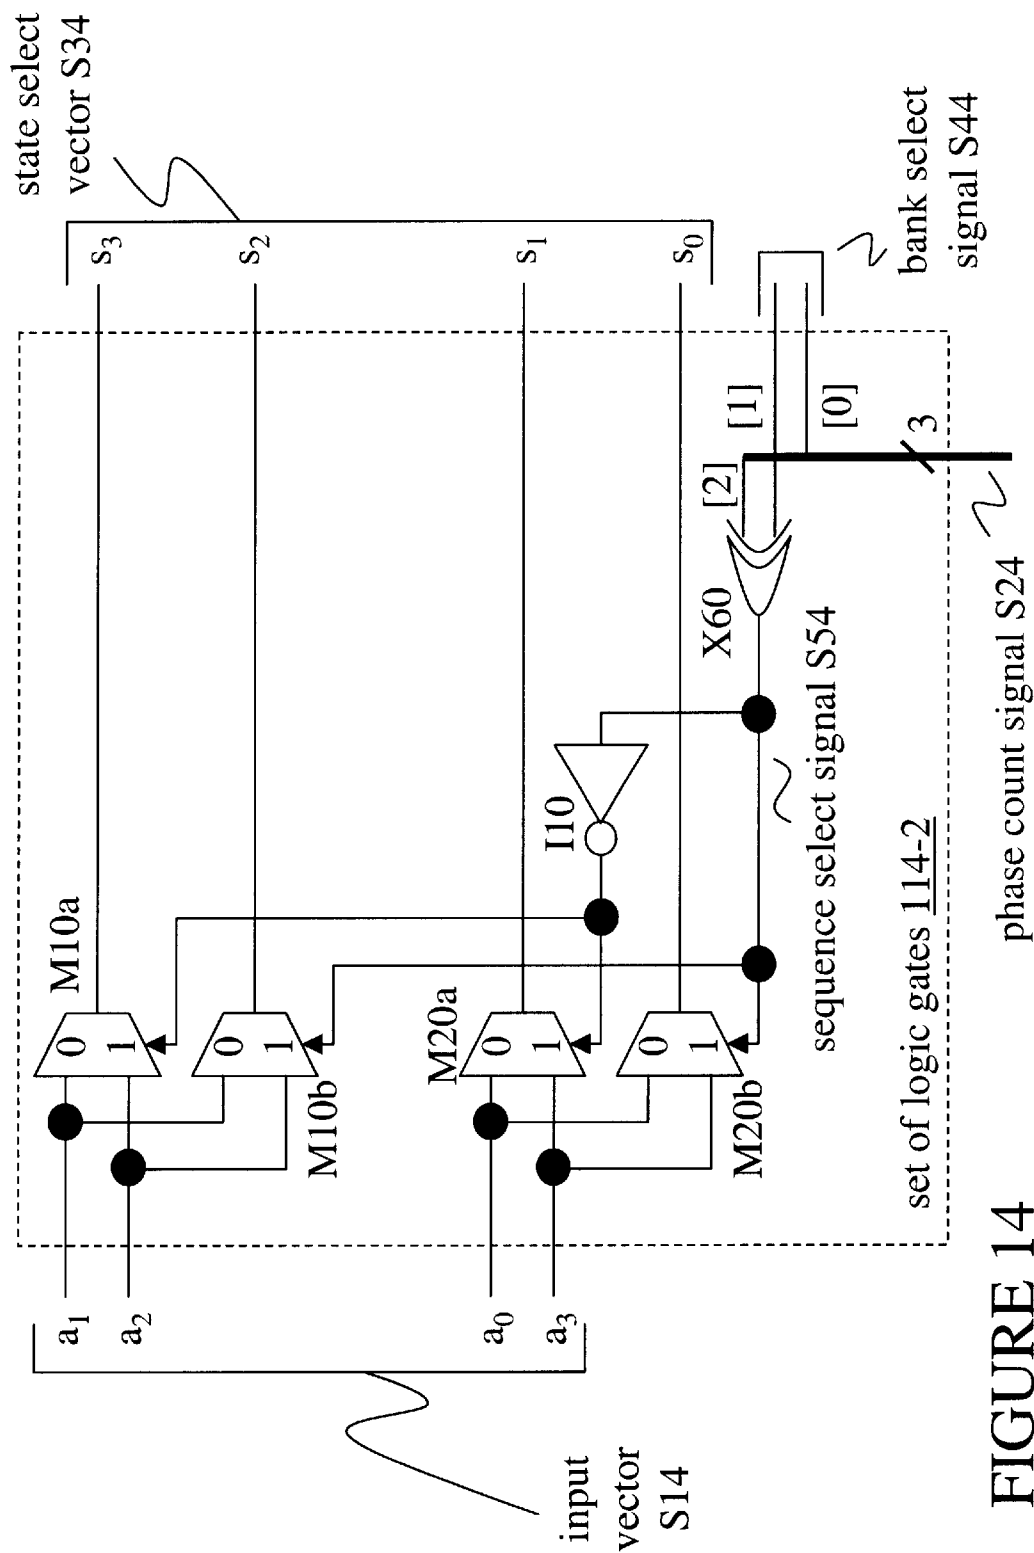 state select
vector S34
s3
s2
s1
s0
bank select
signal S44
[1]
[0]
[2]
3
X60
I10
sequence select signal S54
phase count signal S24
M10a
0
1
0
1
M10b
M20a
0
1
0
1
M20b
set of logic gates 114-2
a1
a2
a0
a3
input
vector
S14
FIGURE 14